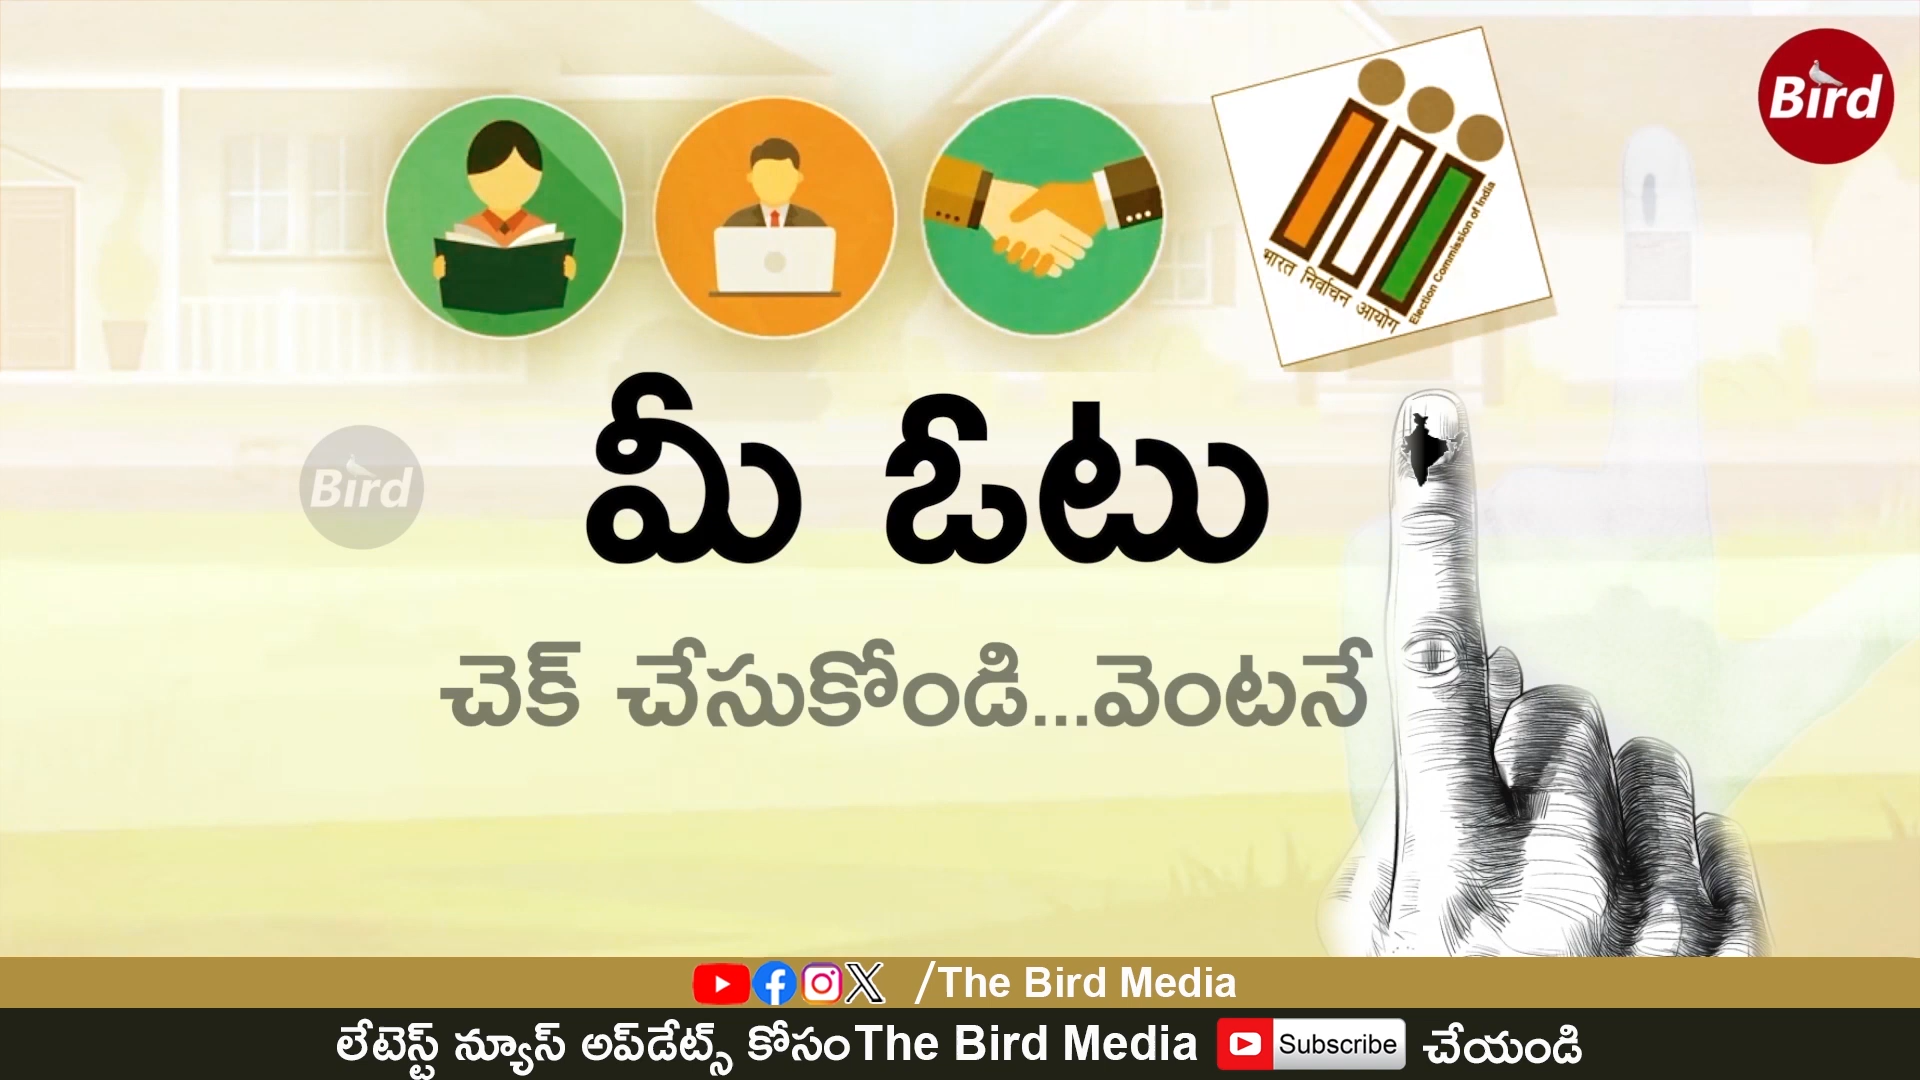 Bird
भारत निर्वाचन आयोग
Election Commission of India
మీ ఓటు
Bird
చెక్ చేసుకోండి...వెంటనే
/The Bird Media
లేటెస్ట్ న్యూస్ అప్‌డేట్స్ కోసం The Bird Media Subscribe చేయండి